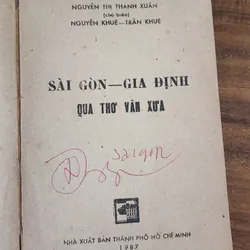 NGUYỄN THỊ THANH XUÂN
(chủ biên)
NGUYỄN KHUÊ – TRẦN KHUÊ
SÀI GÒN — GIA ĐỊNH
QUA THƠ VĂN XƯA
saigon
NHÀ XUẤT BẢN THÀNH PHỐ HỒ CHÍ MINH
1987